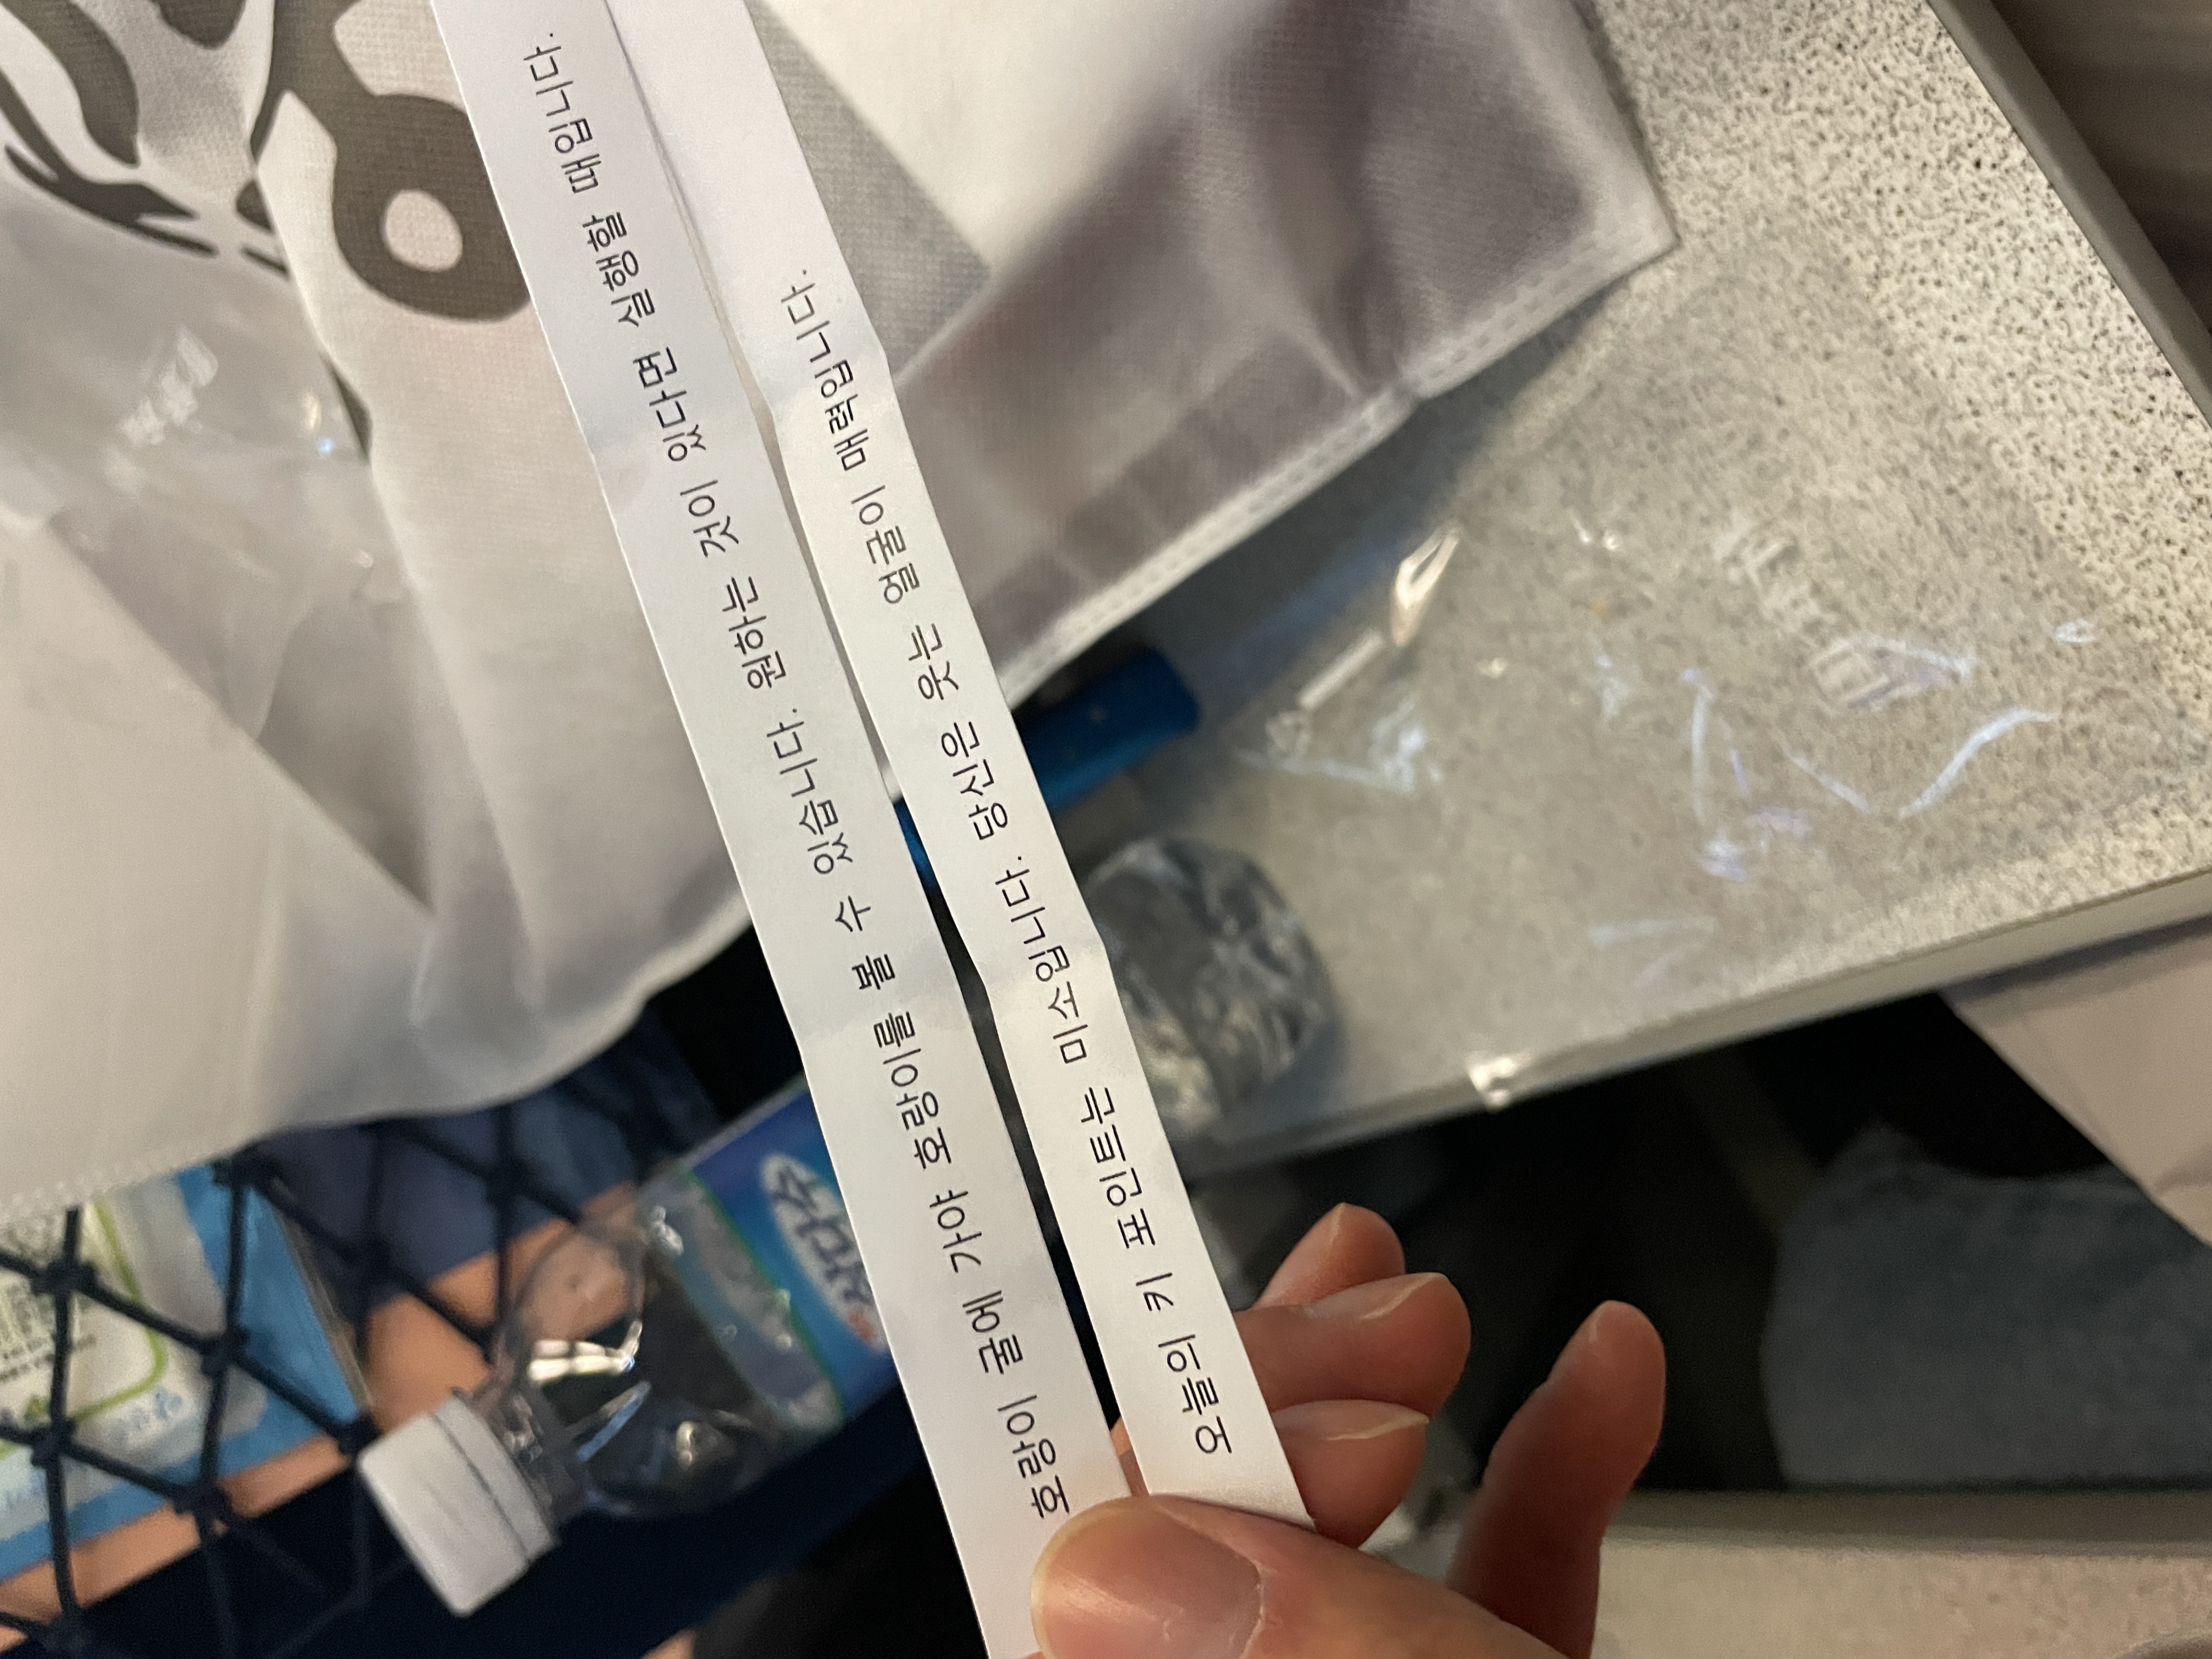 삼다수
호랑이 굴에 가야 호랑이를 볼 수 있습니다. 원하는 것이 있다면 실행할 때입니다.
오늘의 키 포인트는 미소입니다. 당신은 웃는 얼굴이 매력입니다.